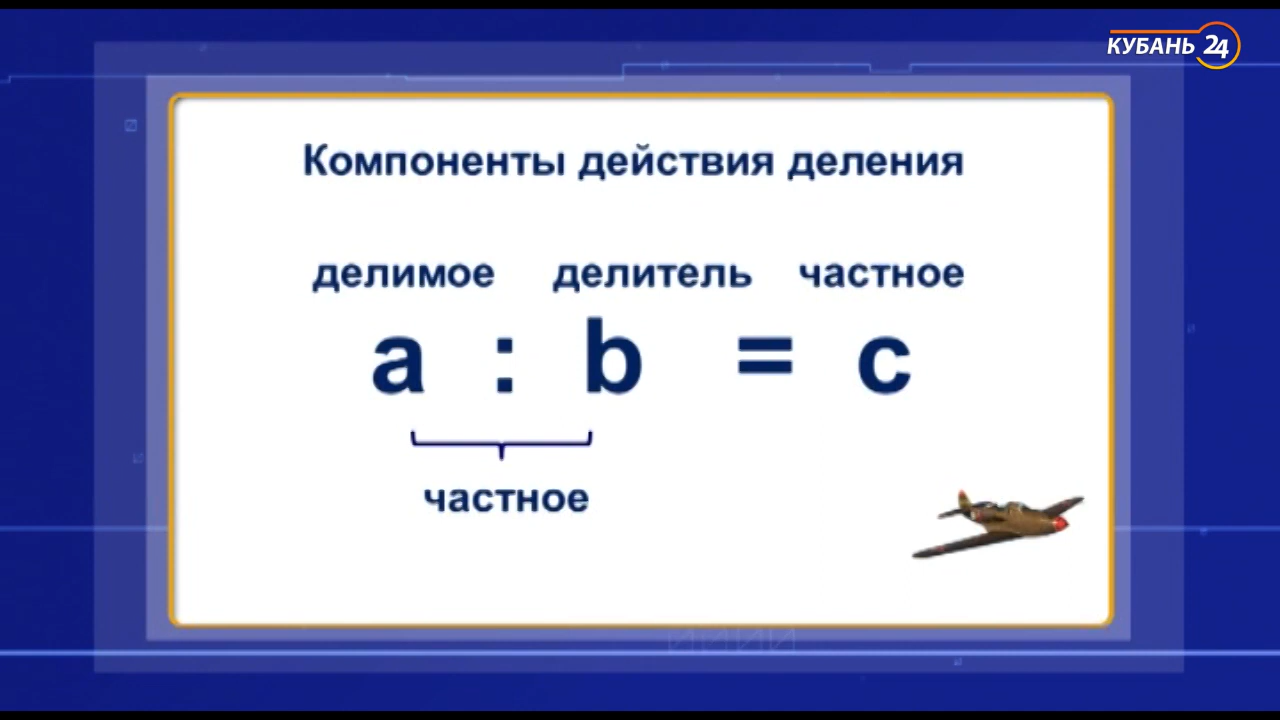 КУБАНЬ 24
Компоненты действия деления
делимое делитель частное
a : b = c
частное